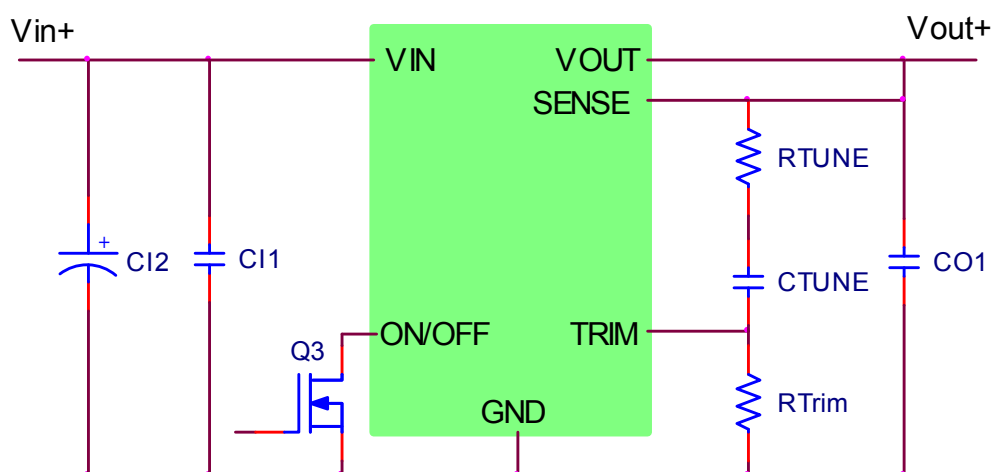 Vin+
Vout+
VIN
VOUT
SENSE
RTUNE
+
CI2
CI1
CTUNE
CO1
ON/OFF
TRIM
Q3
RTrim
GND